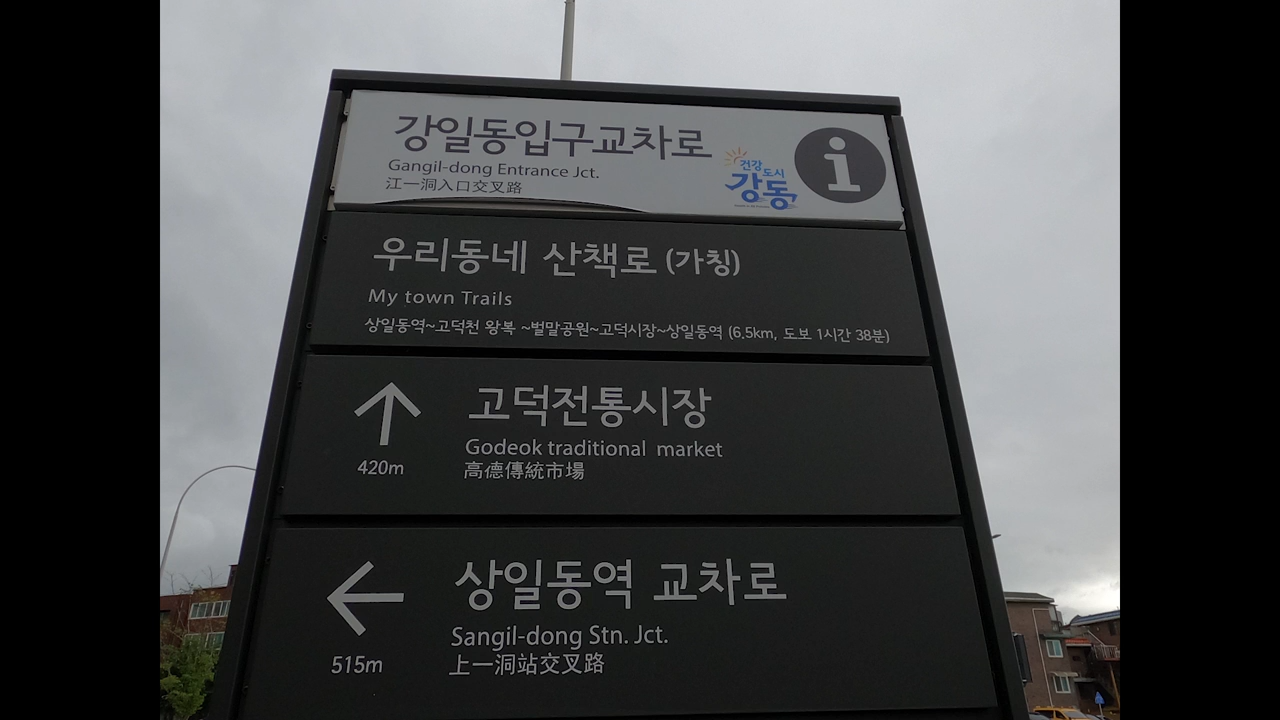 강일동입구교차로
Gangil-dong Entrance Jct.
江一洞入口交叉路
건강도시
강동
i
우리동네 산책로 (가칭)
My town Trails
상일동역~고덕천 왕복 ~벌말공원~고덕시장~상일동역 (6.5km, 도보 1시간 38분)
고덕전통시장
420m
Godeok traditional market
高德傳統市場
상일동역 교차로
515m
Sangil-dong Stn. Jct.
上一洞站交叉路